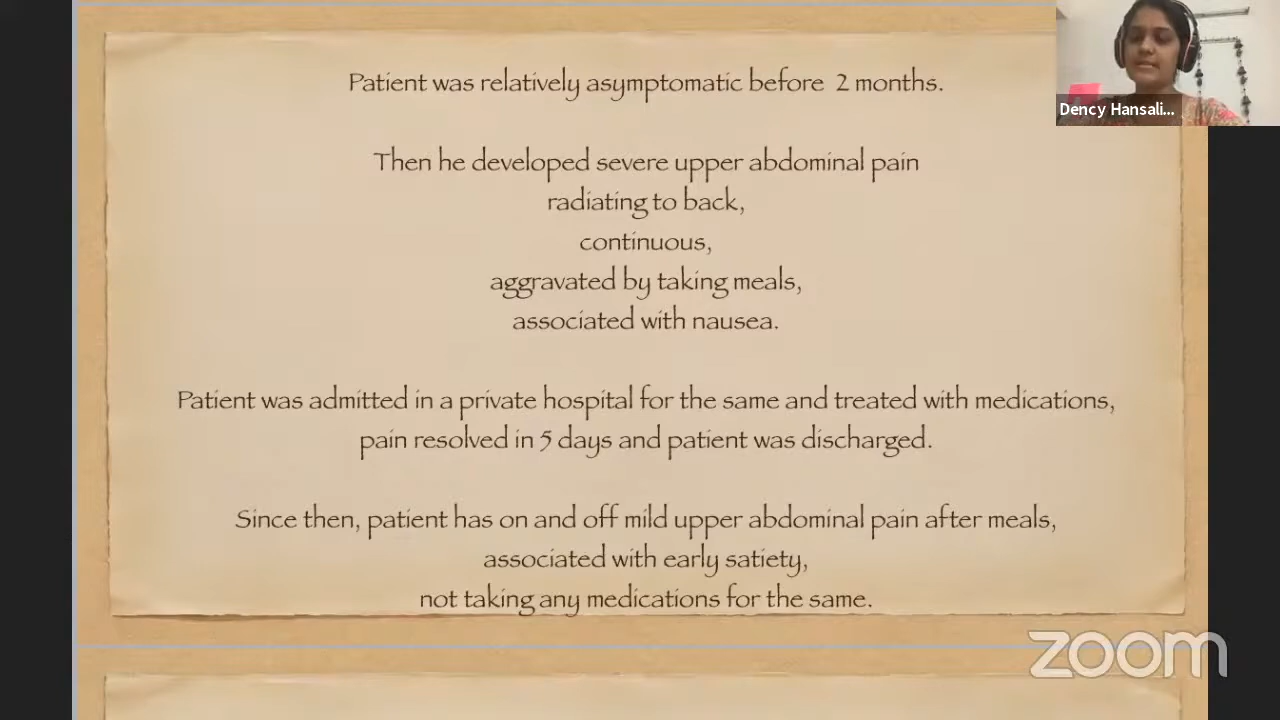 Patient was relatively asymptomatic before 2 months.
Dency Hansali...
Then he developed severe upper abdominal pain
radiating to back,
continuous,
aggravated by taking meals,
associated with nausea.
Patient was admitted in a private hospital for the same and treated with medications,
pain resolved in 5 days and patient was discharged.
Since then, patient has on and off mild upper abdominal pain after meals,
associated with early satiety,
not taking any medications for the same.
zoom